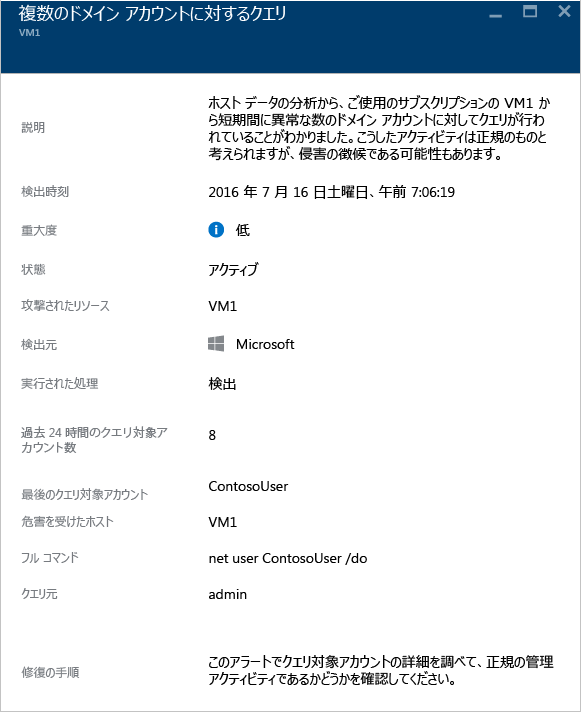 複数のドメイン アカウントに対するクエリ
VM1
説明
ホスト データの分析から、ご使用のサブスクリプションの VM1 か
ら短期間に異常な数のドメイン アカウントに対してクエリが行わ
れていることがわかりました。こうしたアクティビティは正規のものと
考えられますが、侵害の徴候である可能性もあります。
検出時刻
2016 年 7 月 16 日土曜日、午前 7:06:19
重大度
低
状態
アクティブ
攻撃されたリソース
VM1
検出元
Microsoft
実行された処理
検出
過去 24 時間のクエリ対象ア
カウント数
8
最後のクエリ対象アカウント
ContosoUser
危害を受けたホスト
VM1
フル コマンド
net user ContosoUser /do
クエリ元
admin
修復の手順
このアラートでクエリ対象アカウントの詳細を調べて、正規の管理
アクティビティであるかどうかを確認してください。